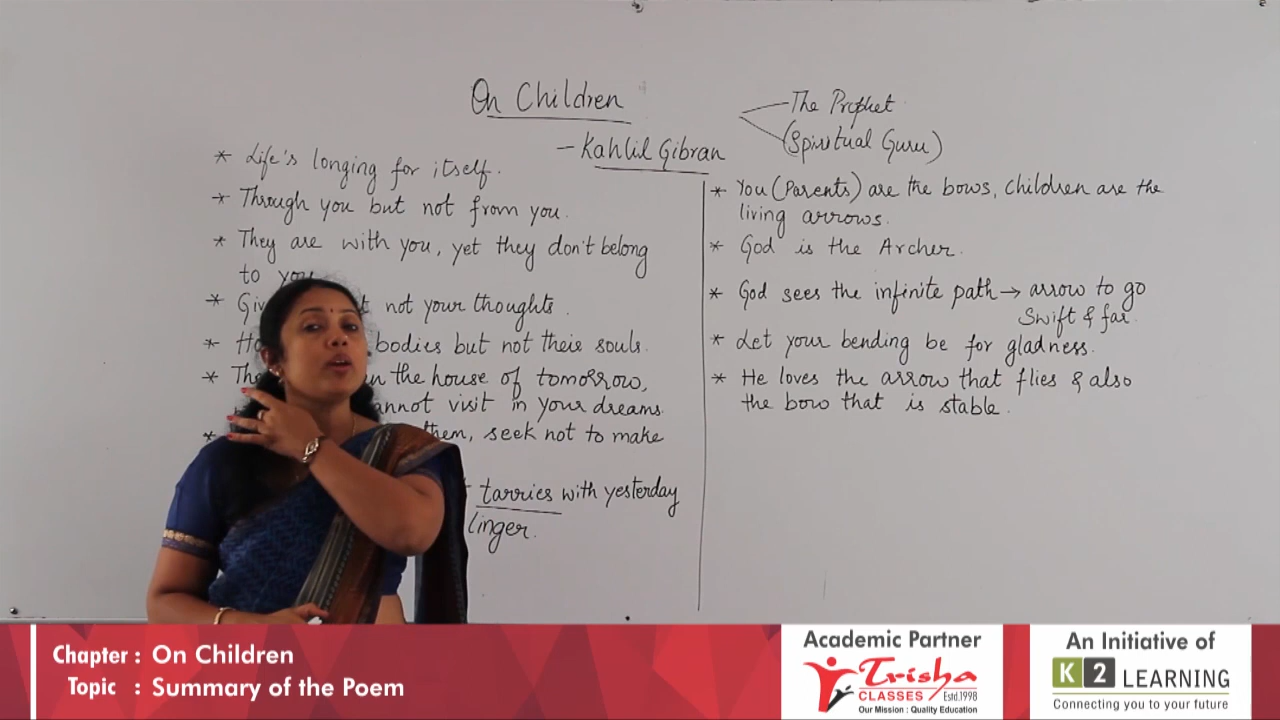 On Children
- Kahlil Gibran
The Prophet
(Spiritual Guru)
* Life's longing for itself.
* Through you but not from you.
* They are with you, yet they don't belong
to you
* Giv not your thoughts.
* Ho bodies but not their souls.
* The in the house of tomorrow,
annot visit in your dreams.
* them, seek not to make
tarries with yesterday
linger.
* You (Parents) are the bows, children are the
living arrows.
* God is the Archer.
* God sees the infinite path → arrow to go
Swift & far.
* Let your bending be for gladness.
* He loves the arrow that flies & also
the bow that is stable.
Chapter : On Children
Topic : Summary of the Poem
Academic Partner
Trisha
CLASSES Estd.1998
Our Mission : Quality Education
An Initiative of
K2 LEARNING
Connecting you to your future